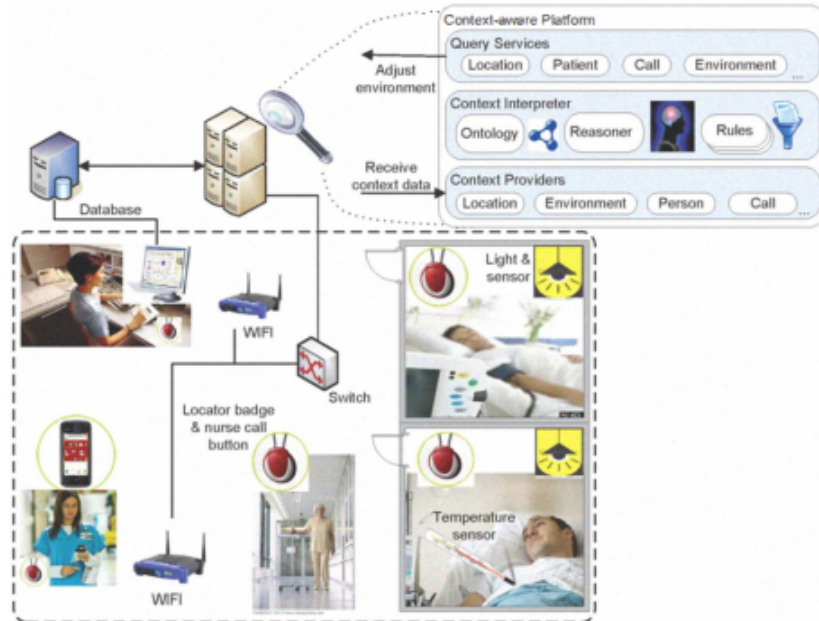 Context-aware Platform
Query Services
Location Patient Call Environment ...
Adjust
environment
Context Interpreter
Ontology Reasoner Rules
Receive
context data
Context Providers
Location Environment Person Call ...
Database
Light &
sensor
WIFI
Switch
Locator badge
& nurse call
button
Temperature
sensor
WIFI